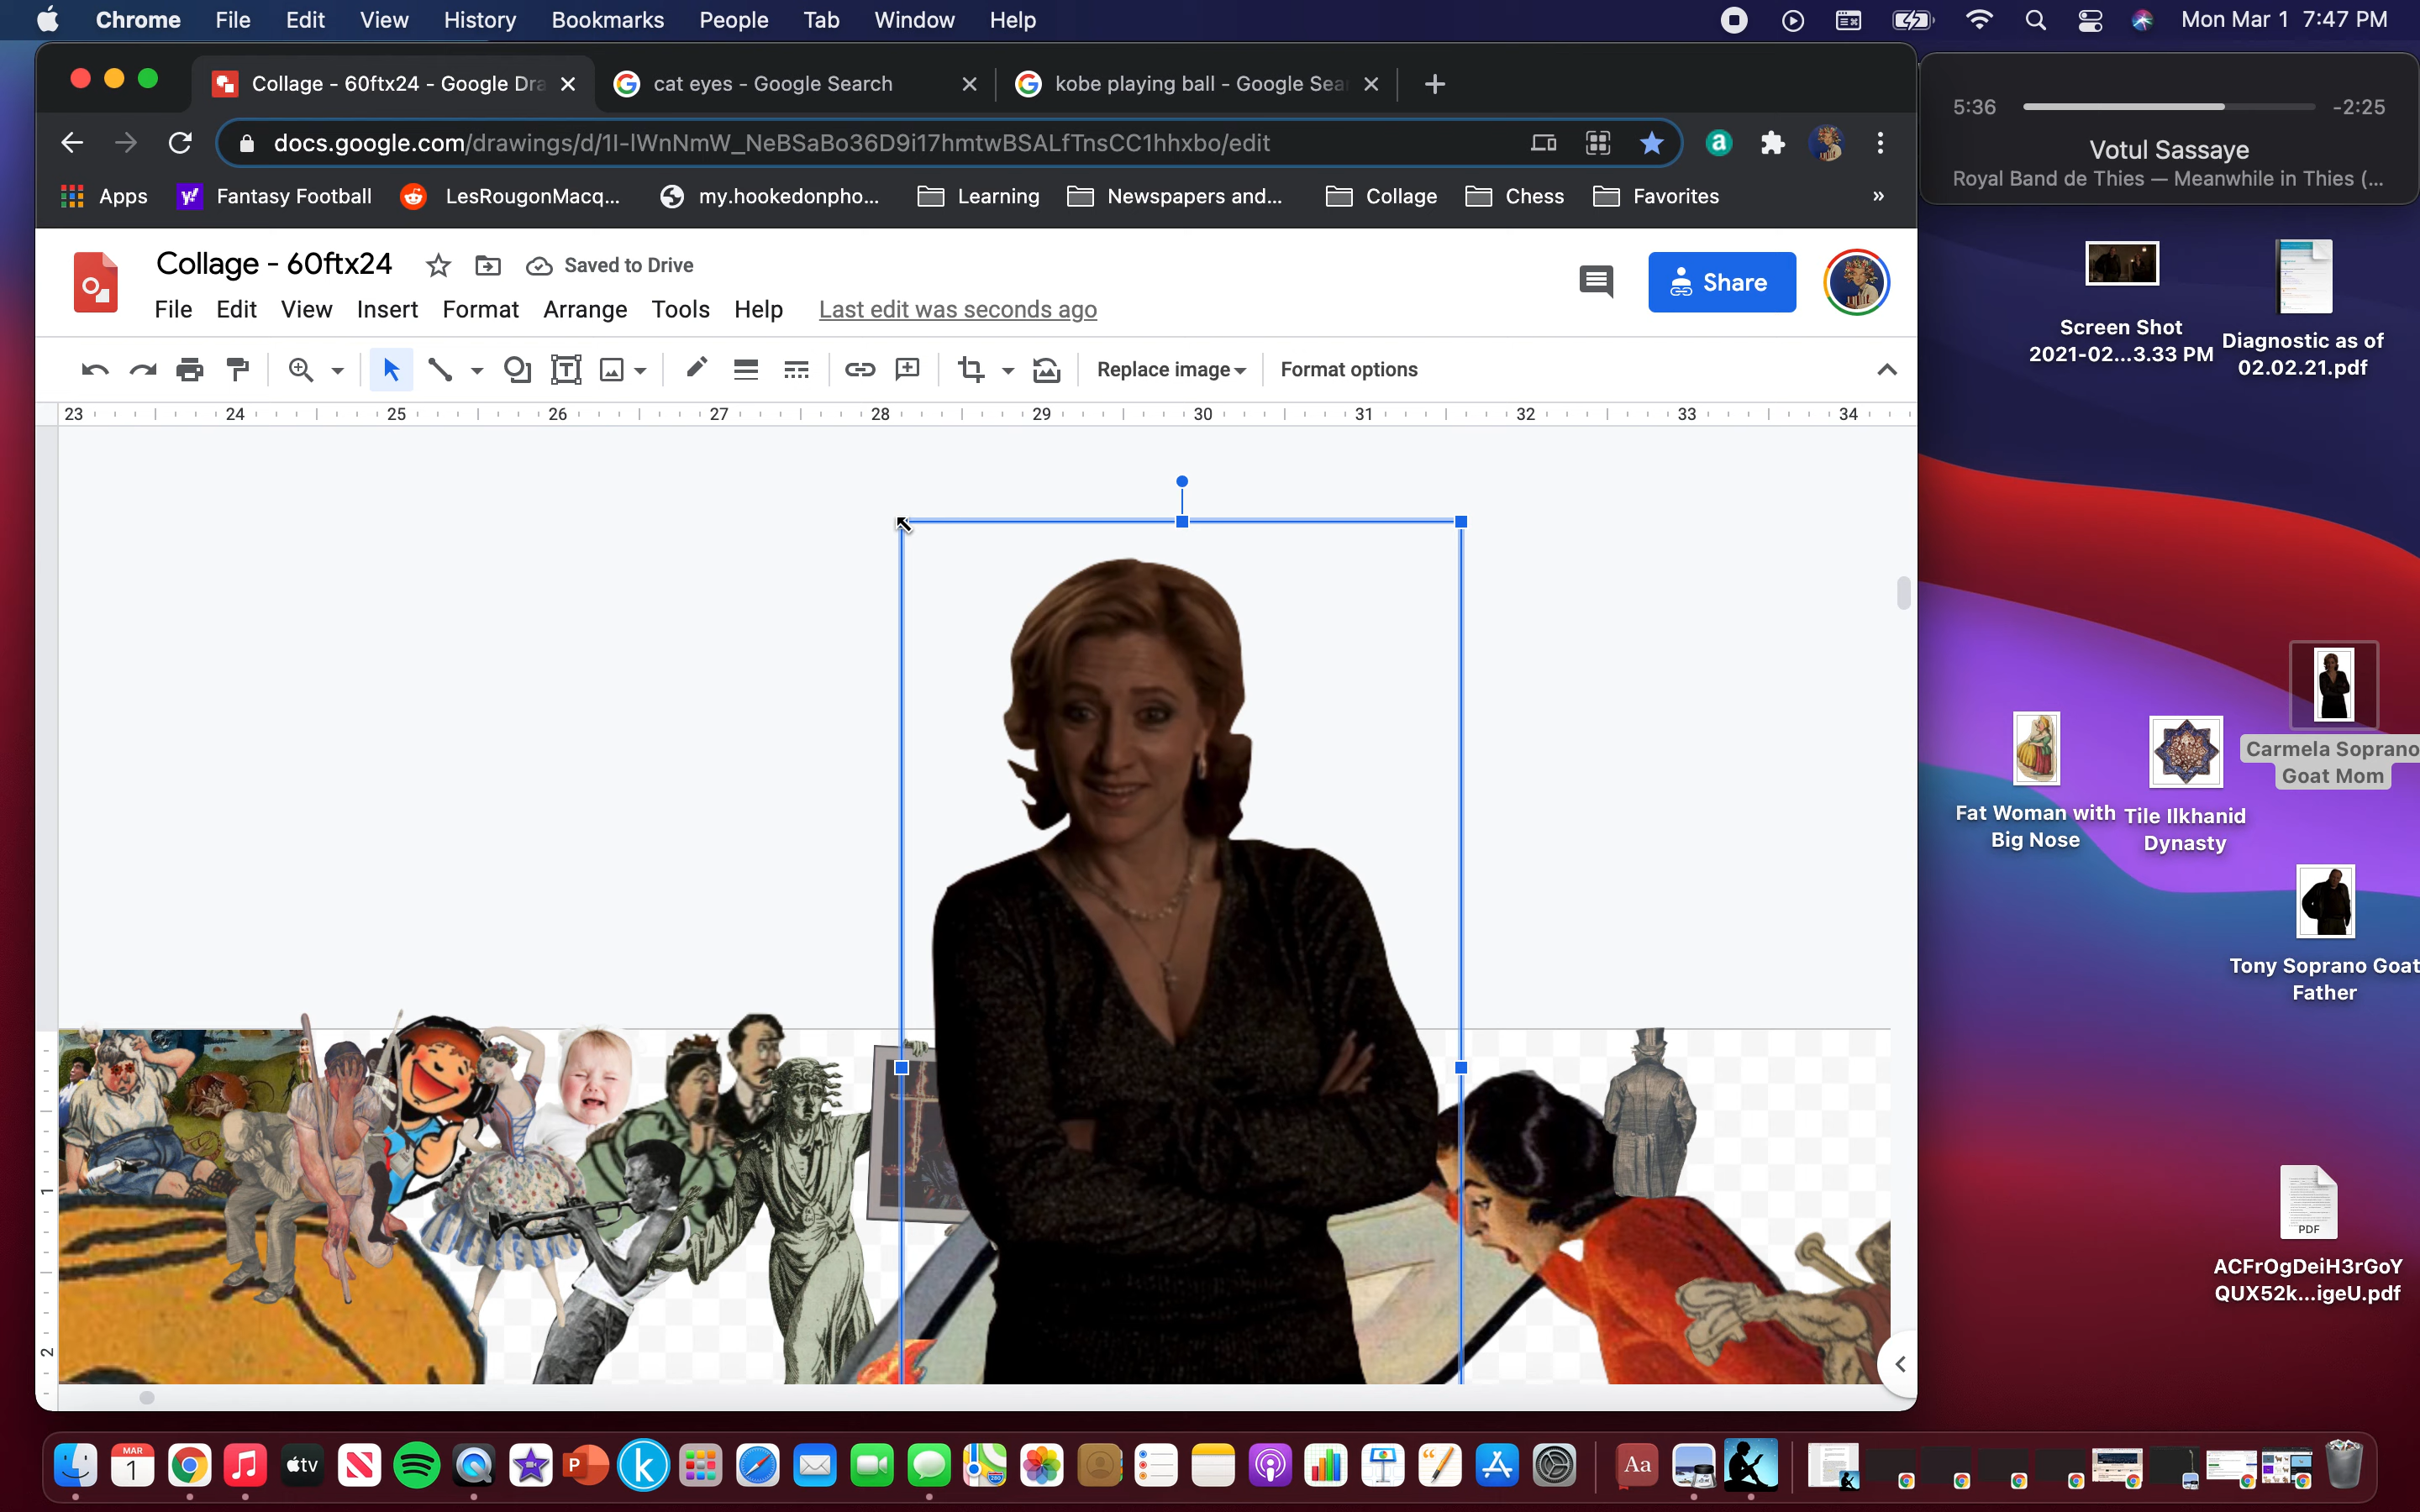 Chrome File Edit View History Bookmarks People Tab Window Help Mon Mar 1 7:47 PM
Collage - 60ftx24 - Google Dra cat eyes - Google Search kobe playing ball - Google Sea
docs.google.com/drawings/d/1I-lWnNmW_NeBSaBo36D9i17hmtwBSALfTnsCC1hhxbo/edit
Apps Fantasy Football LesRougonMacq... my.hookedonpho... Learning Newspapers and... Collage Chess Favorites »
5:36 -2:25
Votul Sassaye
Royal Band de Thies — Meanwhile in Thies (...
Collage - 60ftx24 Saved to Drive
File Edit View Insert Format Arrange Tools Help Last edit was seconds ago
Share
Replace image Format options
23 24 25 26 27 28 29 30 31 32 33 34
1
2
Screen Shot
2021-02...3.33 PM
Diagnostic as of
02.02.21.pdf
Carmela Soprano
Goat Mom
Fat Woman with
Big Nose
Tile Ilkhanid
Dynasty
Tony Soprano Goat
Father
PDF
ACFrOgDeiH3rGoY
QUX52k...igeU.pdf
MAR
1
tv
P
k
Aa